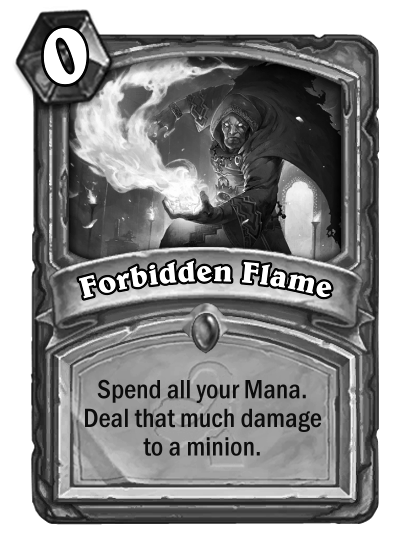 0
Forbidden Flame
Spend all your Mana.
Deal that much damage
to a minion.